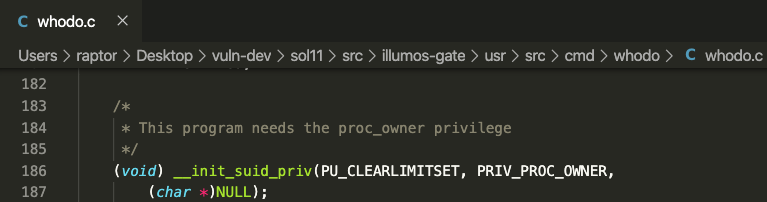 C whodo.c ×
Users > raptor > Desktop > vuln-dev > sol11 > src > illumos-gate > usr > src > cmd > whodo > C whodo.c
182
183 /*
184 * This program needs the proc_owner privilege
185 */
186 (void) __init_suid_priv(PU_CLEARLIMITSET, PRIV_PROC_OWNER,
187 (char *)NULL);